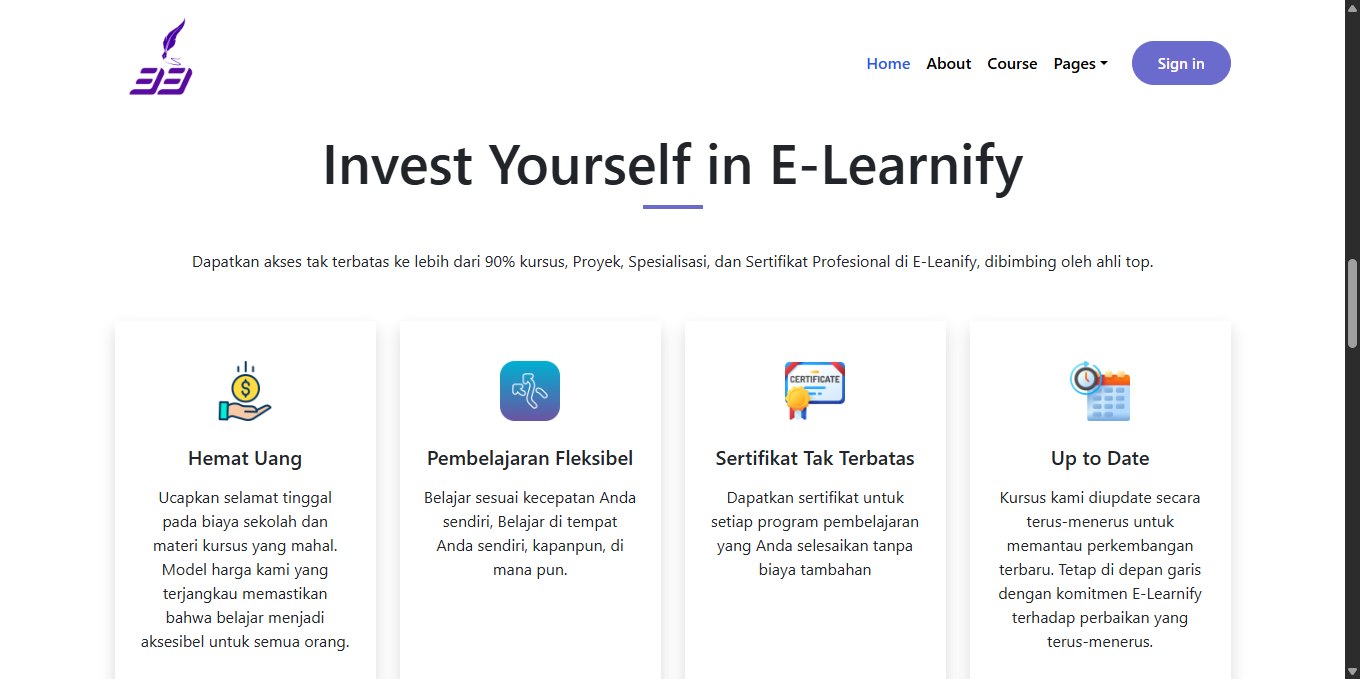 Home About Course Pages Sign in
Invest Yourself in E-Learnify
Dapatkan akses tak terbatas ke lebih dari 90% kursus, Proyek, Spesialisasi, dan Sertifikat Profesional di E-Leanify, dibimbing oleh ahli top.
$
Hemat Uang
Ucapkan selamat tinggal
pada biaya sekolah dan
materi kursus yang mahal.
Model harga kami yang
terjangkau memastikan
bahwa belajar menjadi
aksesibel untuk semua orang.
Pembelajaran Fleksibel
Belajar sesuai kecepatan Anda
sendiri, Belajar di tempat
Anda sendiri, kapanpun, di
mana pun.
CERTIFICATE
Sertifikat Tak Terbatas
Dapatkan sertifikat untuk
setiap program pembelajaran
yang Anda selesaikan tanpa
biaya tambahan
Up to Date
Kursus kami diupdate secara
terus-menerus untuk
memantau perkembangan
terbaru. Tetap di depan garis
dengan komitmen E-Learnify
terhadap perbaikan yang
terus-menerus.